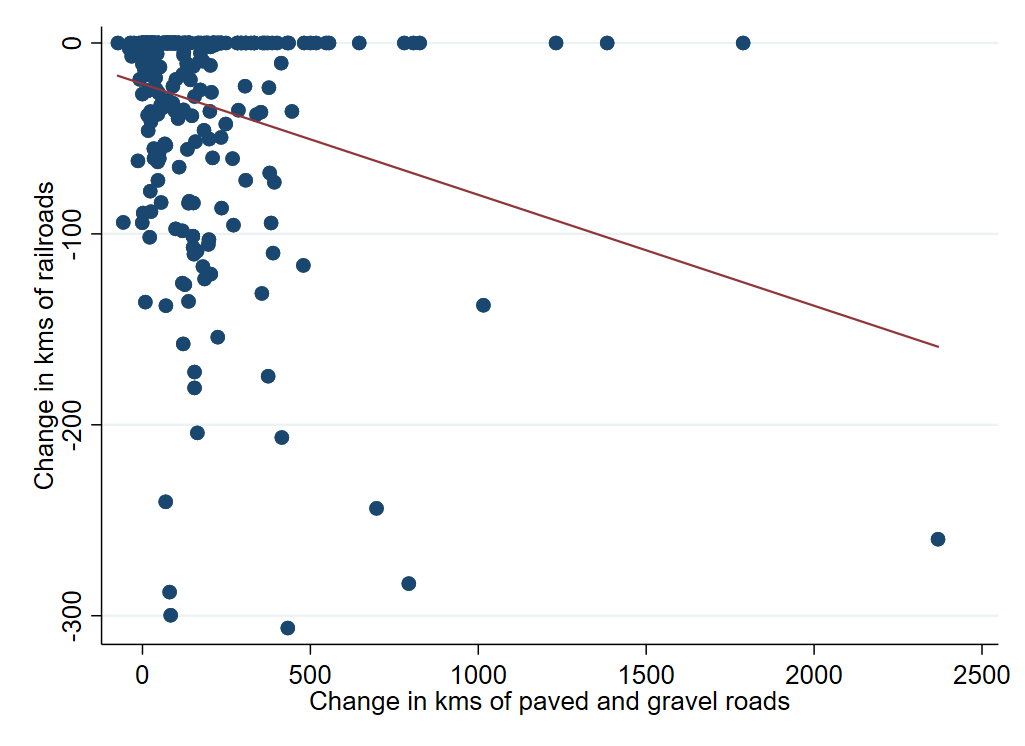 Change in kms of railroads
0
-100
-200
-300
0 500 1000 1500 2000 2500
Change in kms of paved and gravel roads